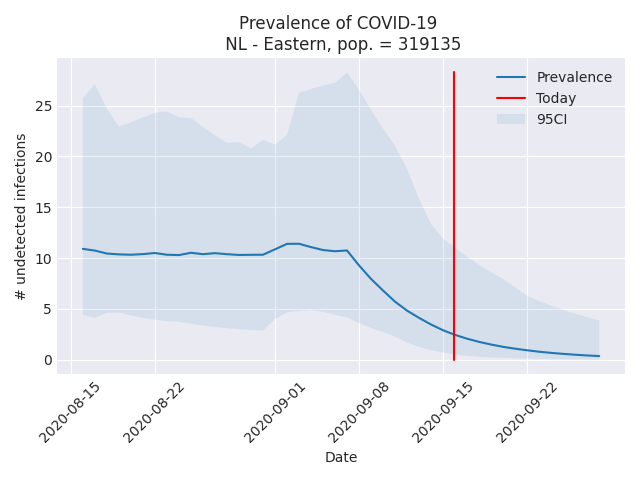 Prevalence of COVID-19
NL - Eastern, pop. = 319135
Prevalence
Today
95CI
# undetected infections
25
20
15
10
5
0
2020-08-15
2020-08-22
2020-09-01
2020-09-08
2020-09-15
2020-09-22
Date